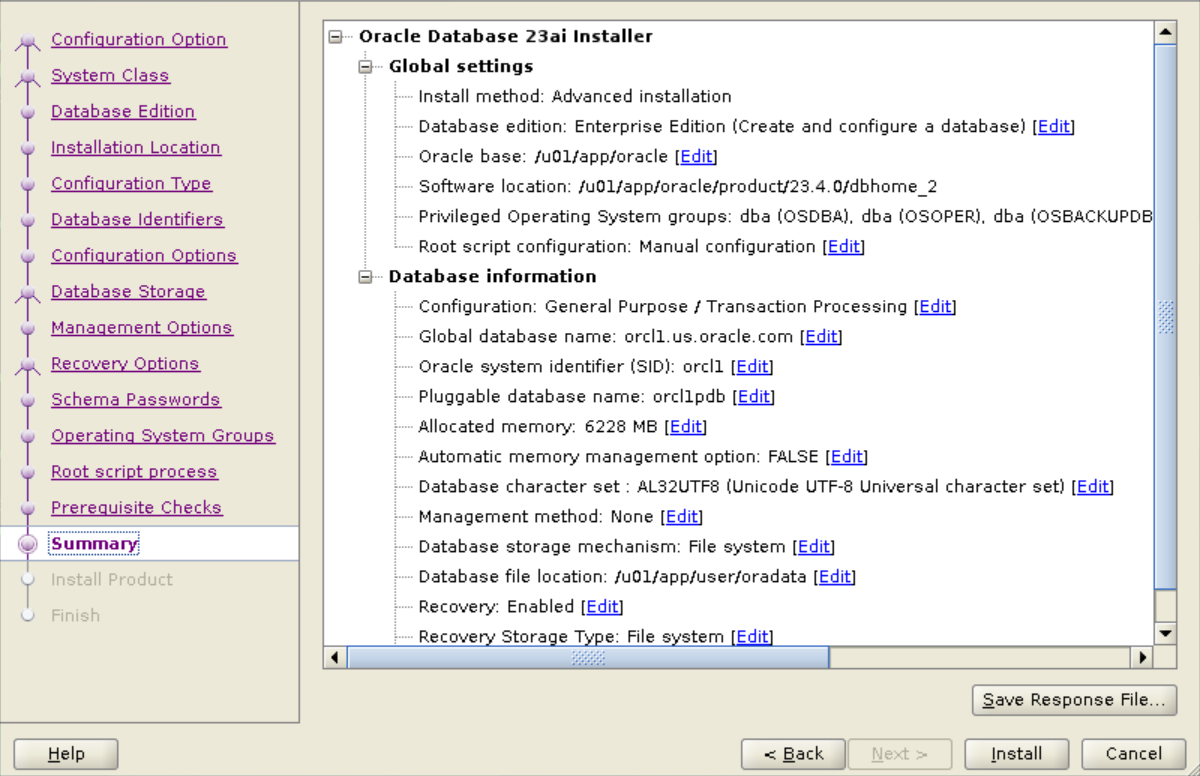 Configuration Option
System Class
Database Edition
Installation Location
Configuration Type
Database Identifiers
Configuration Options
Database Storage
Management Options
Recovery Options
Schema Passwords
Operating System Groups
Root script process
Prerequisite Checks
Summary
Install Product
Finish
Oracle Database 23ai Installer
Global settings
Install method: Advanced installation
Database edition: Enterprise Edition (Create and configure a database) [Edit]
Oracle base: /u01/app/oracle [Edit]
Software location: /u01/app/oracle/product/23.4.0/dbhome_2
Privileged Operating System groups: dba (OSDBA), dba (OSOPER), dba (OSBACKUPDB
Root script configuration: Manual configuration [Edit]
Database information
Configuration: General Purpose / Transaction Processing [Edit]
Global database name: orcl1.us.oracle.com [Edit]
Oracle system identifier (SID): orcl1 [Edit]
Pluggable database name: orcl1pdb [Edit]
Allocated memory: 6228 MB [Edit]
Automatic memory management option: FALSE [Edit]
Database character set : AL32UTF8 (Unicode UTF-8 Universal character set) [Edit]
Management method: None [Edit]
Database storage mechanism: File system [Edit]
Database file location: /u01/app/user/oradata [Edit]
Recovery: Enabled [Edit]
Recovery Storage Type: File system [Edit]
Save Response File...
Help
< Back
Next >
Install
Cancel